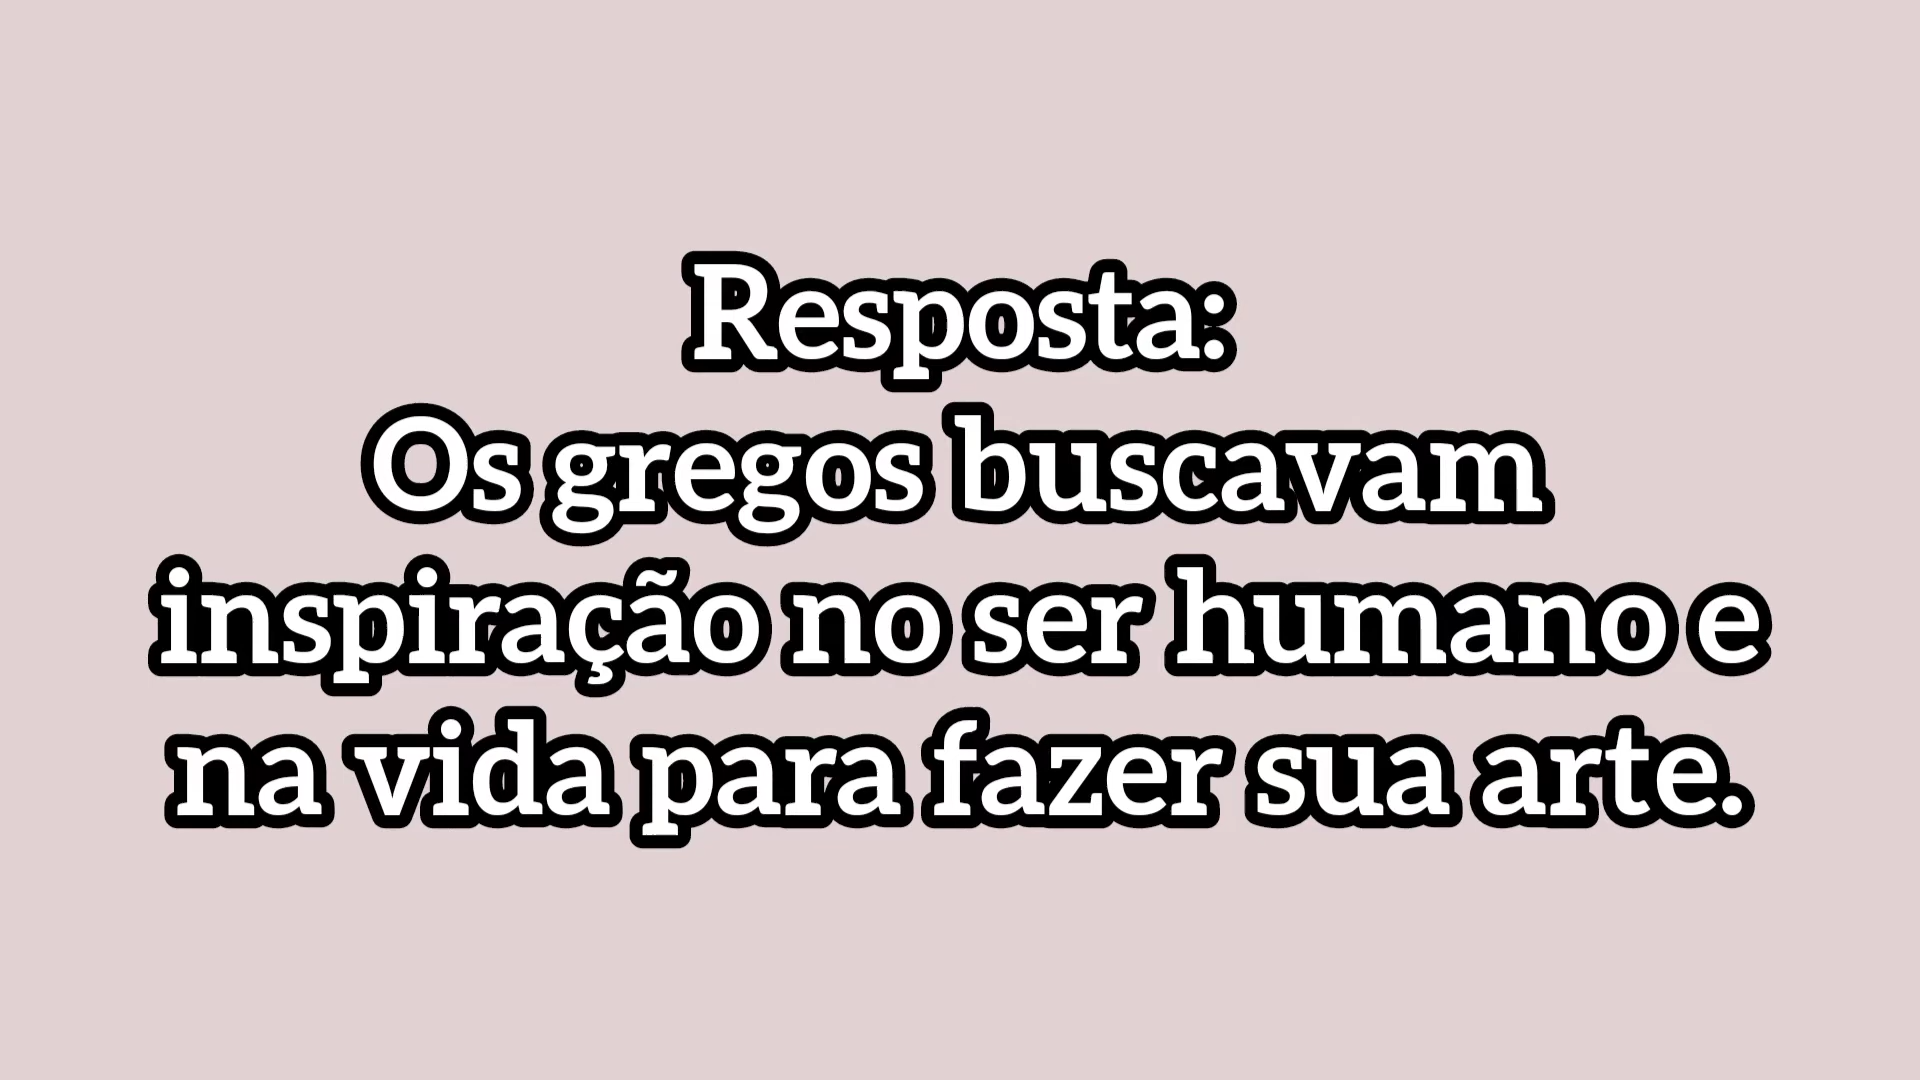 Resposta:
Os gregos buscavam
inspiração no ser humano e
na vida para fazer sua arte.